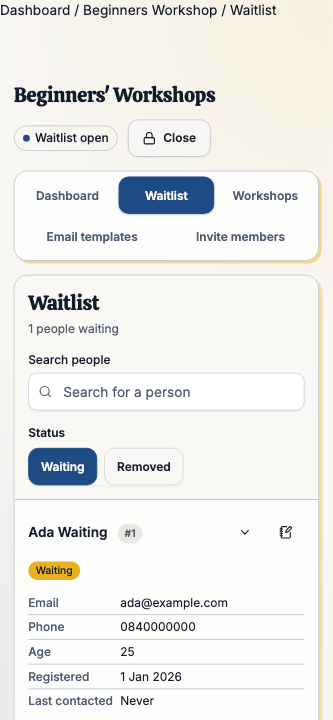 Dashboard / Beginners Workshop / Waitlist
Beginners' Workshops
Waitlist open
Close
Dashboard
Waitlist
Workshops
Email templates
Invite members
Waitlist
1 people waiting
Search people
Search for a person
Status
Waiting
Removed
Ada Waiting #1
Waiting
Email ada@example.com
Phone 0840000000
Age 25
Registered 1 Jan 2026
Last contacted Never